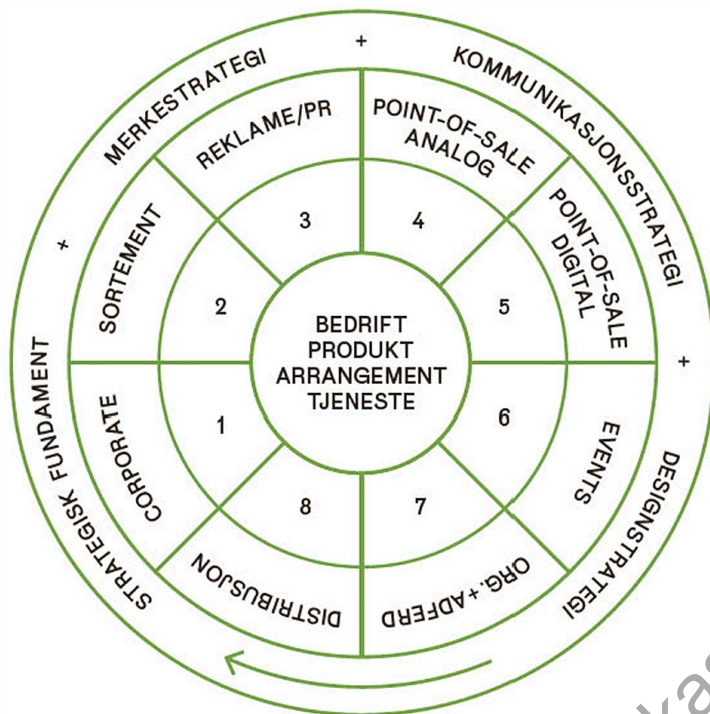 STRATEGISK FUNDAMENT
+
MERKESTRATEGI
+
KOMMUNIKASJONSSTRATEGI
+
DESIGNSTRATEGI
CORPORATE
1
SORTEMENT
2
REKLAME/PR
3
POINT-OF-SALE
ANALOG
4
POINT-OF-SALE
DIGITAL
5
EVENTS
6
ORG.+ADFERD
7
DISTRIBUSJON
8
BEDRIFT
PRODUKT
ARRANGEMENT
TJENESTE